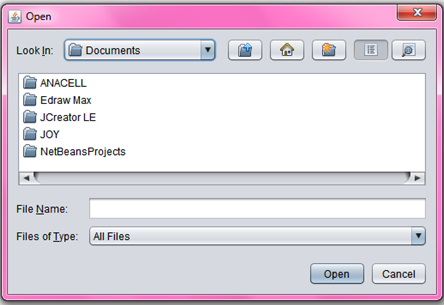 Open
Look In: Documents
ANACELL
Edraw Max
JCreator LE
JOY
NetBeansProjects
File Name:
Files of Type: All Files
Open Cancel